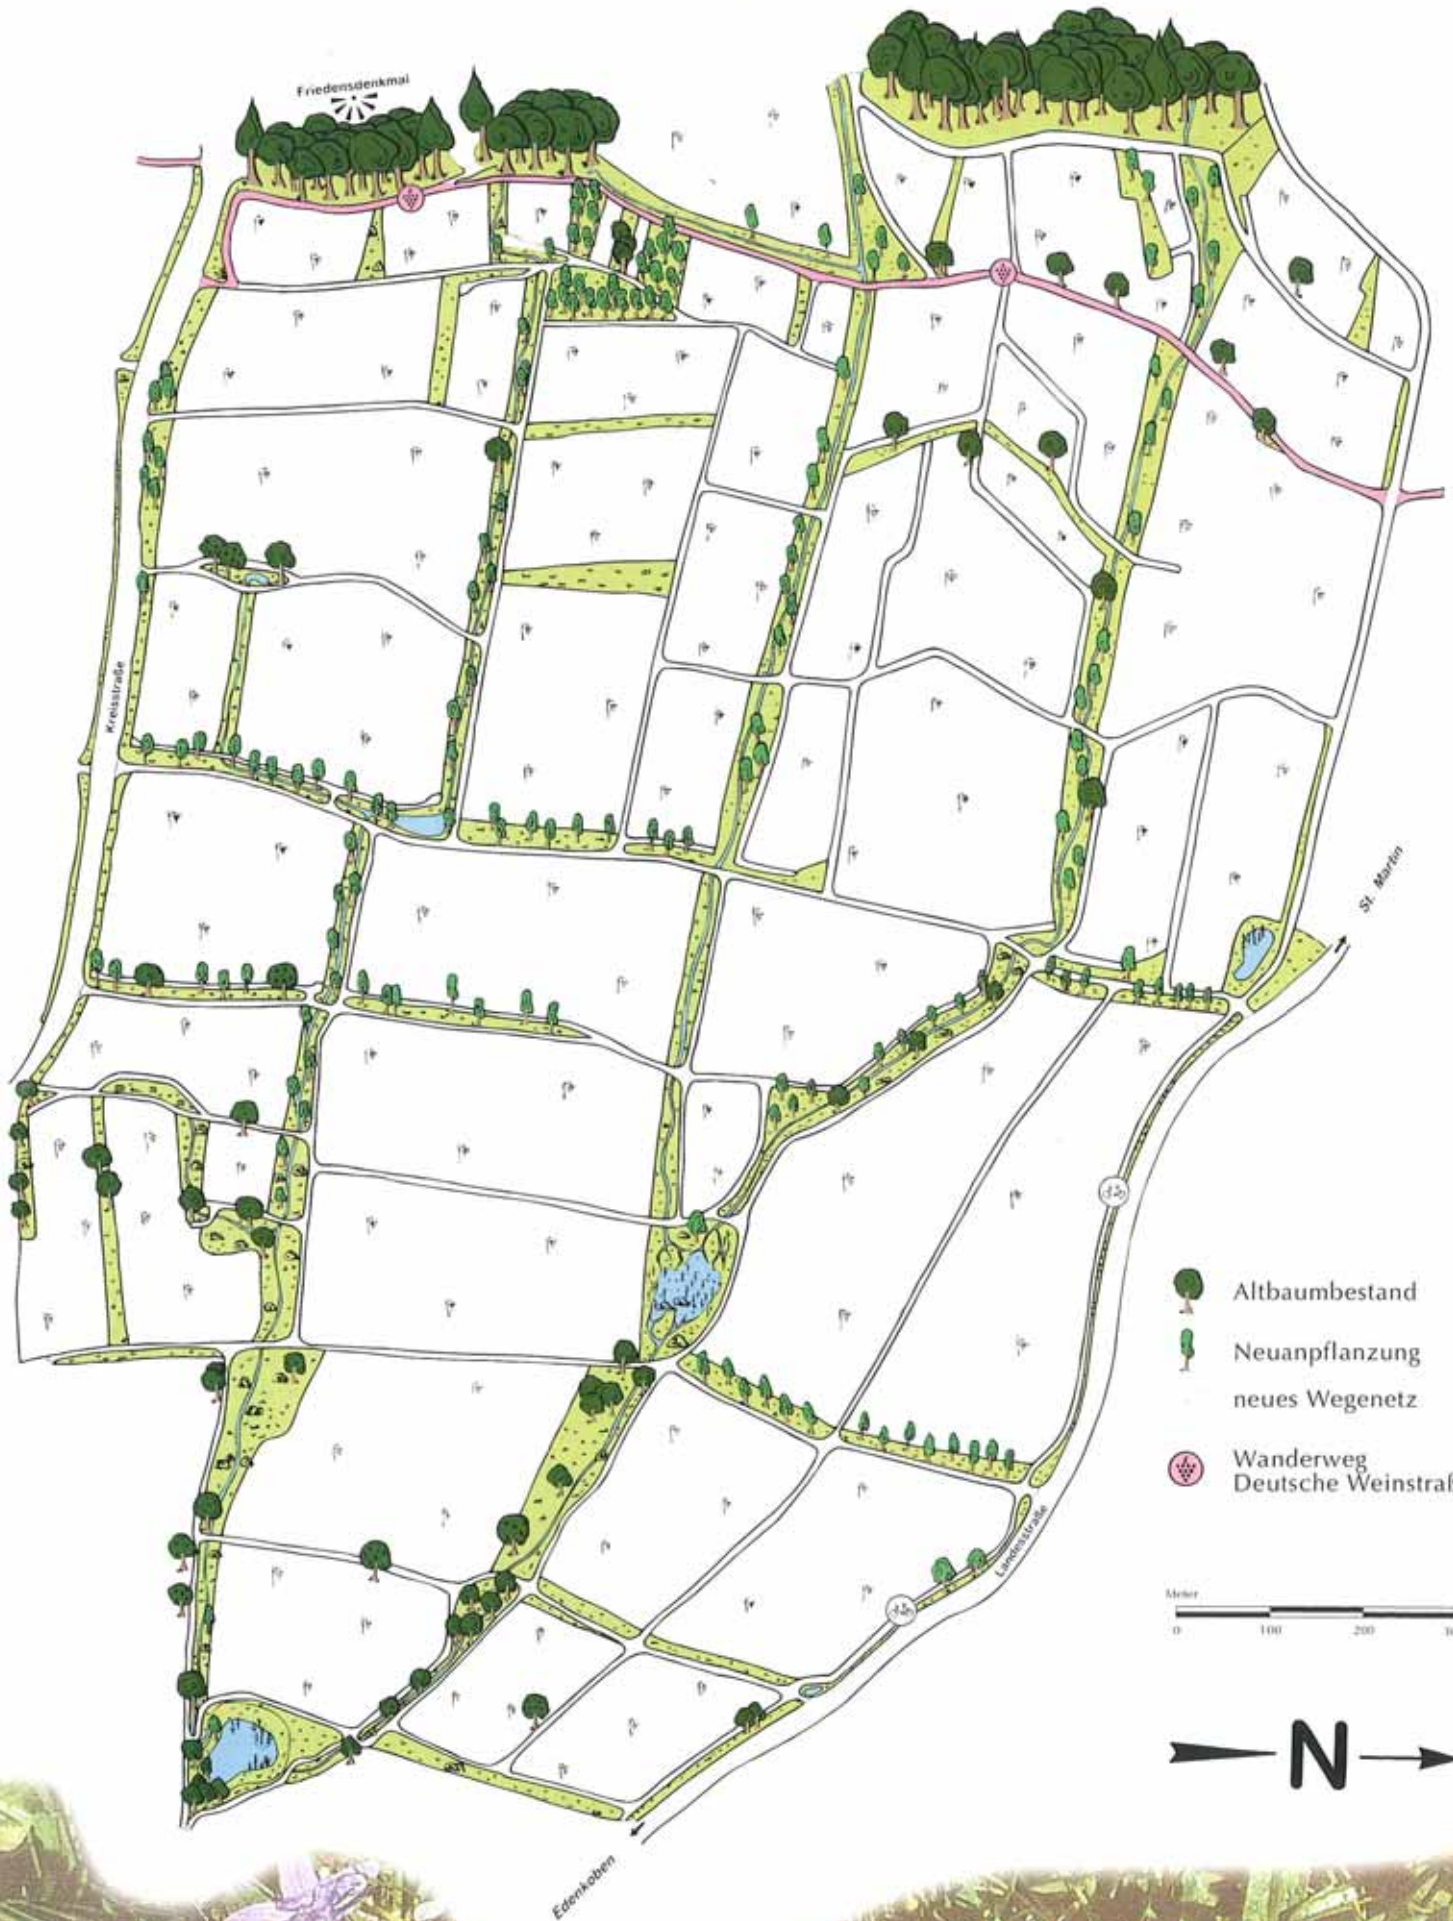 Friedensdenkmal
Kreisstraße
St. Martin
Altbaumbestand
Neuanpflanzung
neues Wegenetz
Wanderweg
Deutsche Weinstraß
Landesstraße
Meter
0 100 200
N
Edenkoben